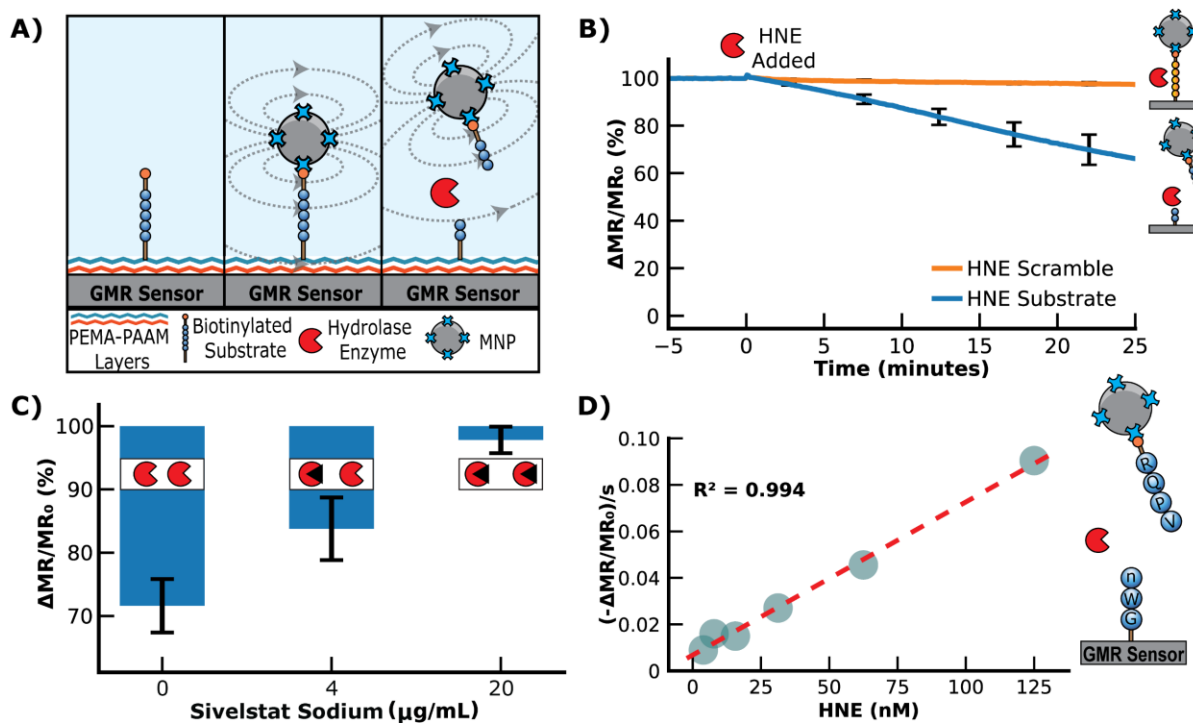 A)
GMR Sensor
GMR Sensor
GMR Sensor
PEMA-PAAM
Layers
Biotinylated
Substrate
Hydrolase
Enzyme
MNP
B)
HNE
Added
100
80
60
40
20
0
ΔMR/MR₀ (%)
HNE Scramble
HNE Substrate
−5
0
5
10
15
20
25
Time (minutes)
C)
100
90
80
70
ΔMR/MR₀ (%)
0
4
20
Sivelstat Sodium (µg/mL)
D)
0.10
0.08
0.06
0.04
0.02
0
(-ΔMR/MR₀)/s
R² = 0.994
0
25
50
75
100
125
HNE (nM)
R
Q
P
V
n
W
G
GMR Sensor